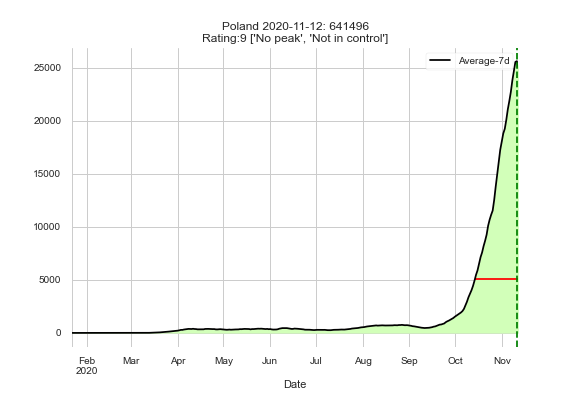 Poland 2020-11-12: 641496
Rating:9 ['No peak', 'Not in control']
Average-7d
25000
20000
15000
10000
5000
0
Feb Mar Apr May Jun Jul Aug Sep Oct Nov
2020
Date